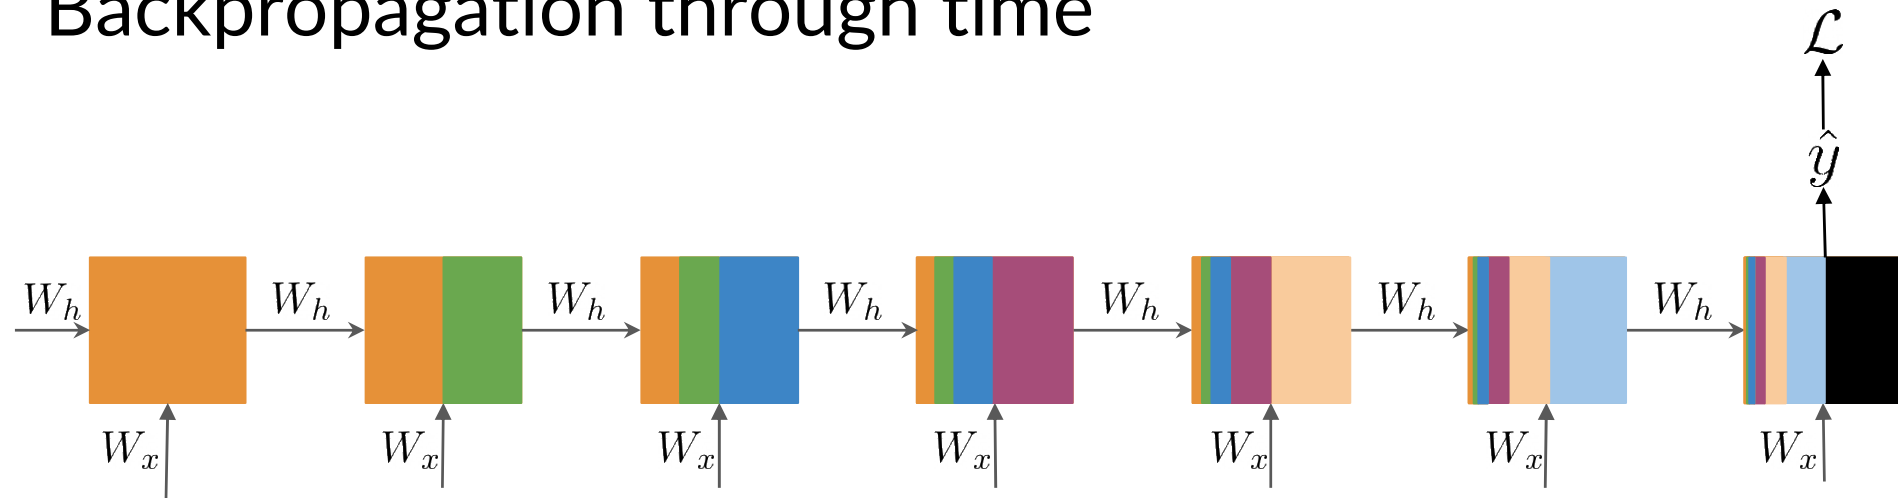 Backpropagation through time
ℒ
ŷ
W_h W_h W_h W_h W_h W_h W_h
W_x W_x W_x W_x W_x W_x W_x